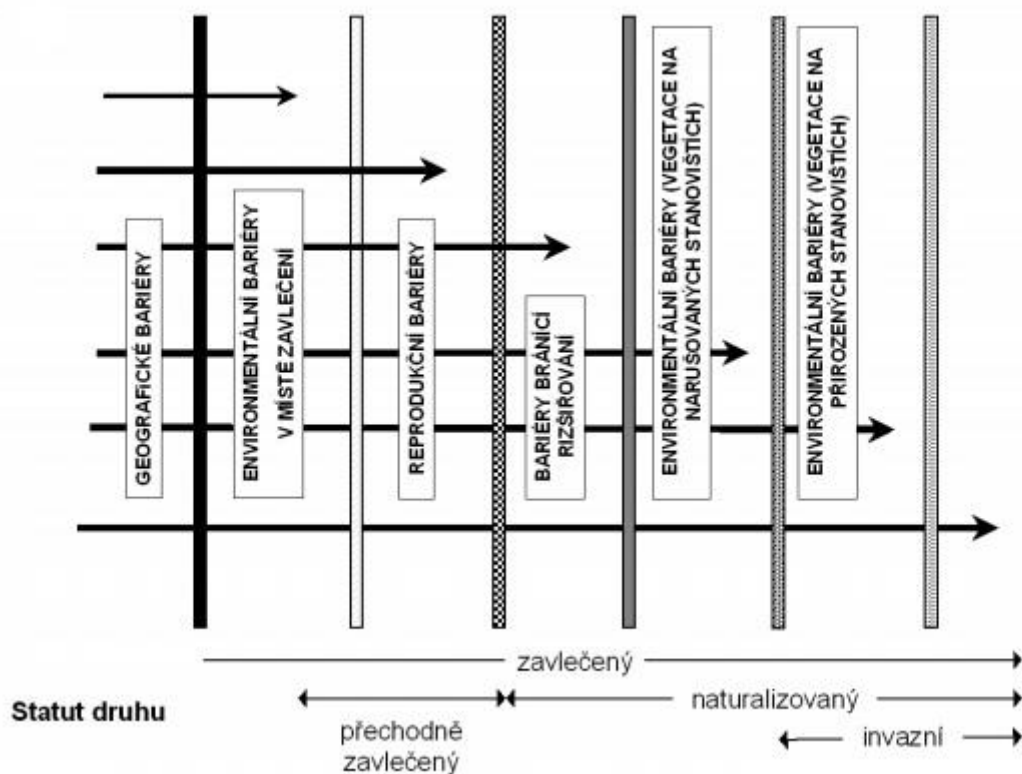 GEOGRAFICKÉ BARIÉRY
ENVIRONMENTÁLNÍ BARIÉRY
V MÍSTĚ ZAVLEČENÍ
REPRODUKČNÍ BARIÉRY
BARIÉRY BRÁNÍCÍ
RIZŠIŘOVÁNÍ
ENVIRONMENTÁLNÍ BARIÉRY (VEGETACE NA
NARUŠOVANÝCH STANOVIŠTÍCH)
ENVIRONMENTÁLNÍ BARIÉRY (VEGETACE NA
PŘIROZENÝCH STANOVIŠTÍCH)
zavlečený
Statut druhu
naturalizovaný
přechodně
zavlečený
invazní